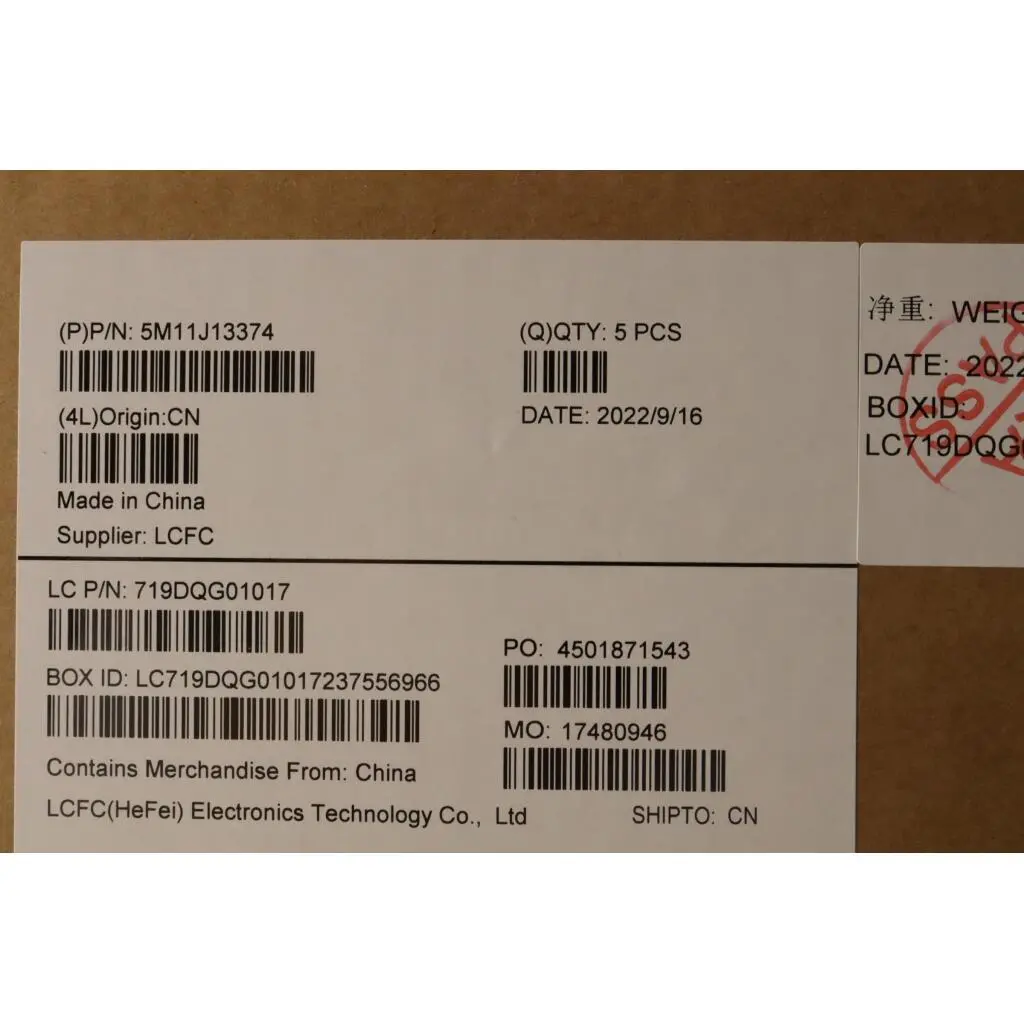 (P)P/N: 5M11J13374
(Q)QTY: 5 PCS
(4L)Origin:CN
DATE: 2022/9/16
Made in China
Supplier: LCFC
LC P/N: 719DQG01017
BOX ID: LC719DQG01017237556966
PO: 4501871543
MO: 17480946
Contains Merchandise From: China
LCFC(HeFei) Electronics Technology Co., Ltd
SHIPTO: CN
净重: WEIG
DATE: 2022
BOXID:
LC719DQG
PASS